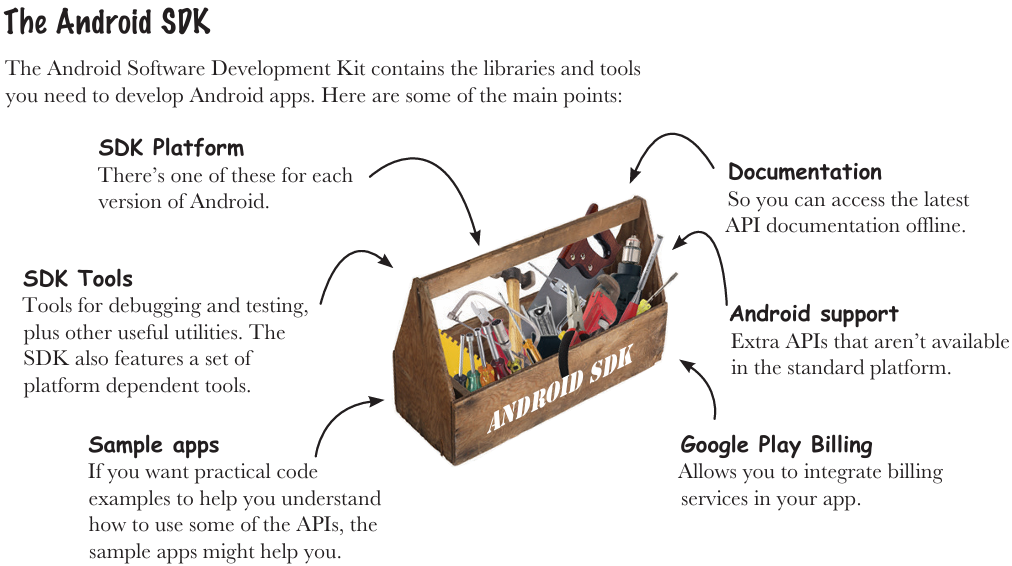 The Android SDK
The Android Software Development Kit contains the libraries and tools
you need to develop Android apps. Here are some of the main points:
SDK Platform
There’s one of these for each
version of Android.
SDK Tools
Tools for debugging and testing,
plus other useful utilities. The
SDK also features a set of
platform dependent tools.
Sample apps
If you want practical code
examples to help you understand
how to use some of the APIs, the
sample apps might help you.
ANDROID SDK
Documentation
So you can access the latest
API documentation offline.
Android support
Extra APIs that aren’t available
in the standard platform.
Google Play Billing
Allows you to integrate billing
services in your app.